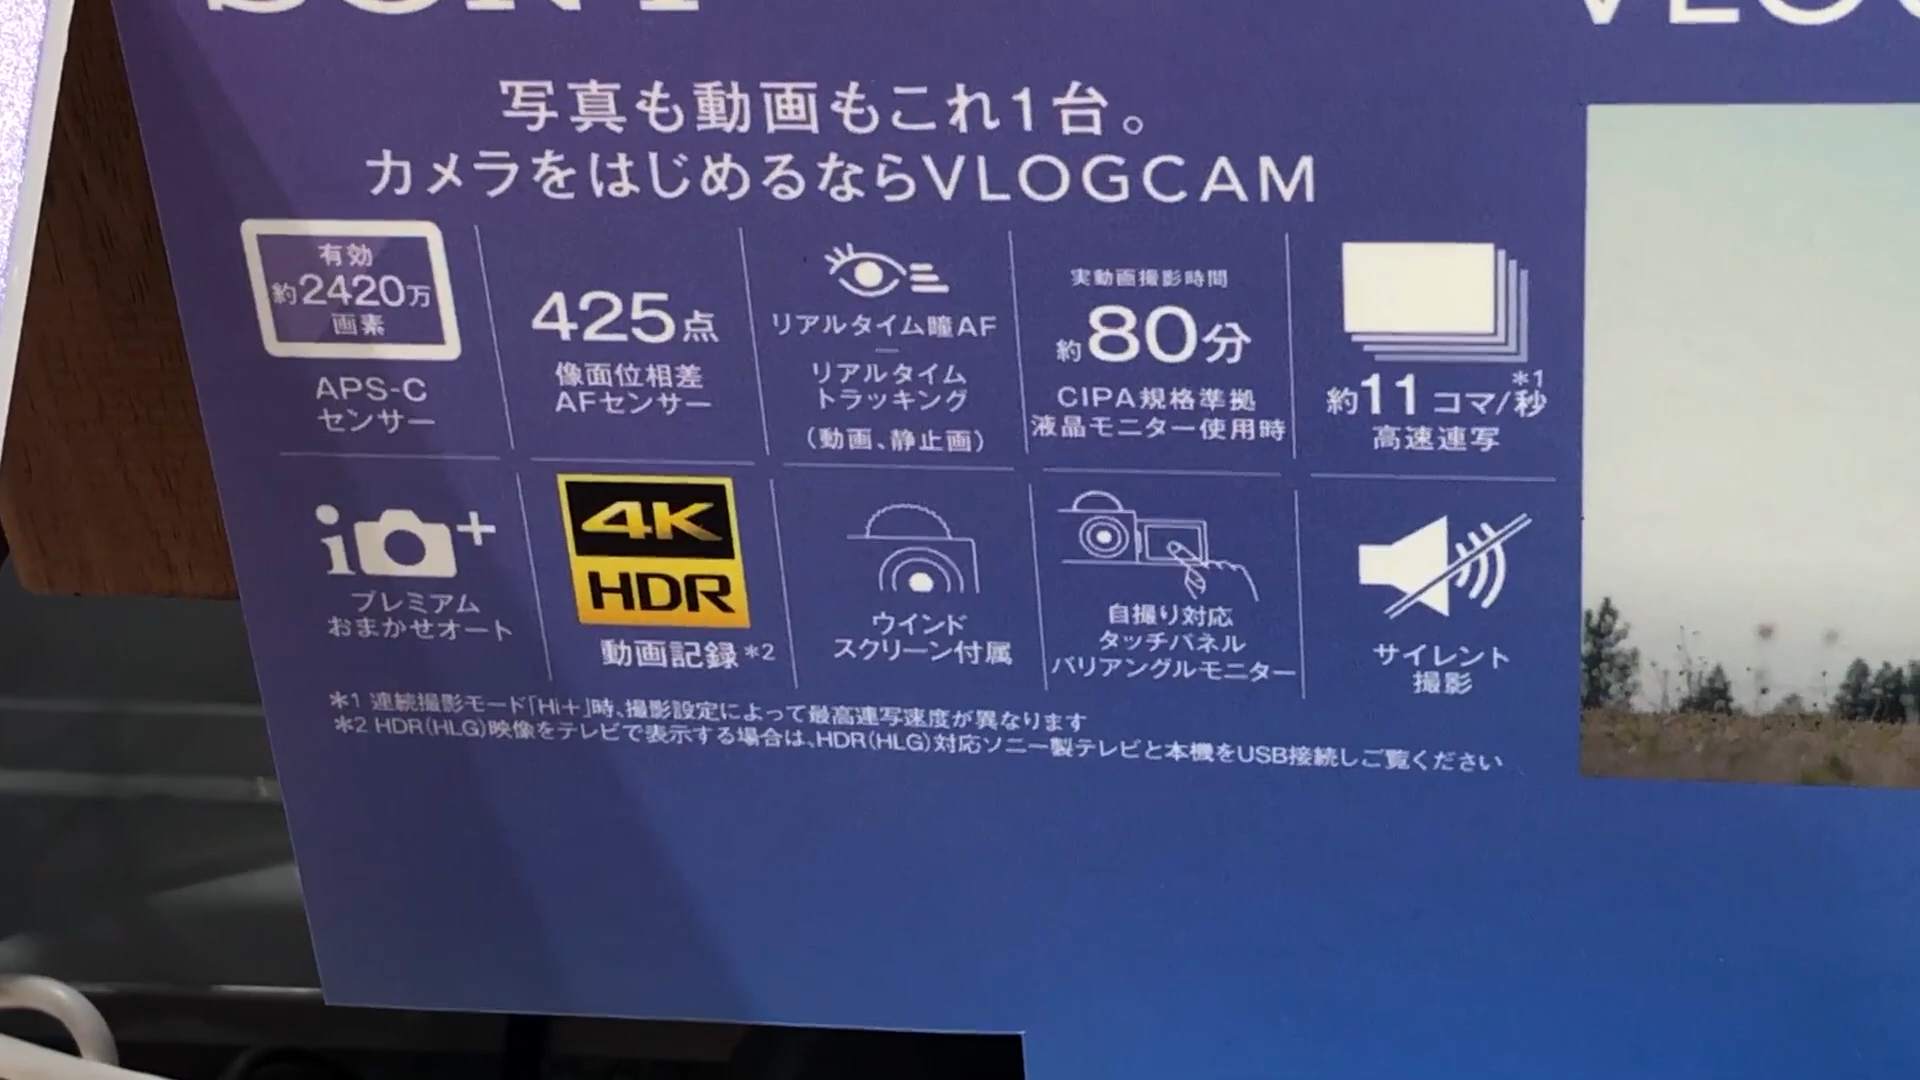 SONY
VLOG
写真も動画もこれ1台。
カメラをはじめるならVLOGCAM
有効
約2420万
画素
APS-C
センサー
425点
像面位相差
AFセンサー
リアルタイム瞳AF
リアルタイム
トラッキング
(動画、静止画)
実動画撮影時間
約80分
CIPA規格準拠
液晶モニター使用時
約11コマ/秒*1
高速連写
i+
プレミアム
おまかせオート
4K
HDR
動画記録*2
ウインド
スクリーン付属
自撮り対応
タッチパネル
バリアングルモニター
サイレント
撮影
*1 連続撮影モード「Hi+」時、撮影設定によって最高連写速度が異なります
*2 HDR(HLG)映像をテレビで表示する場合は、HDR(HLG)対応ソニー製テレビと本機をUSB接続しご覧ください